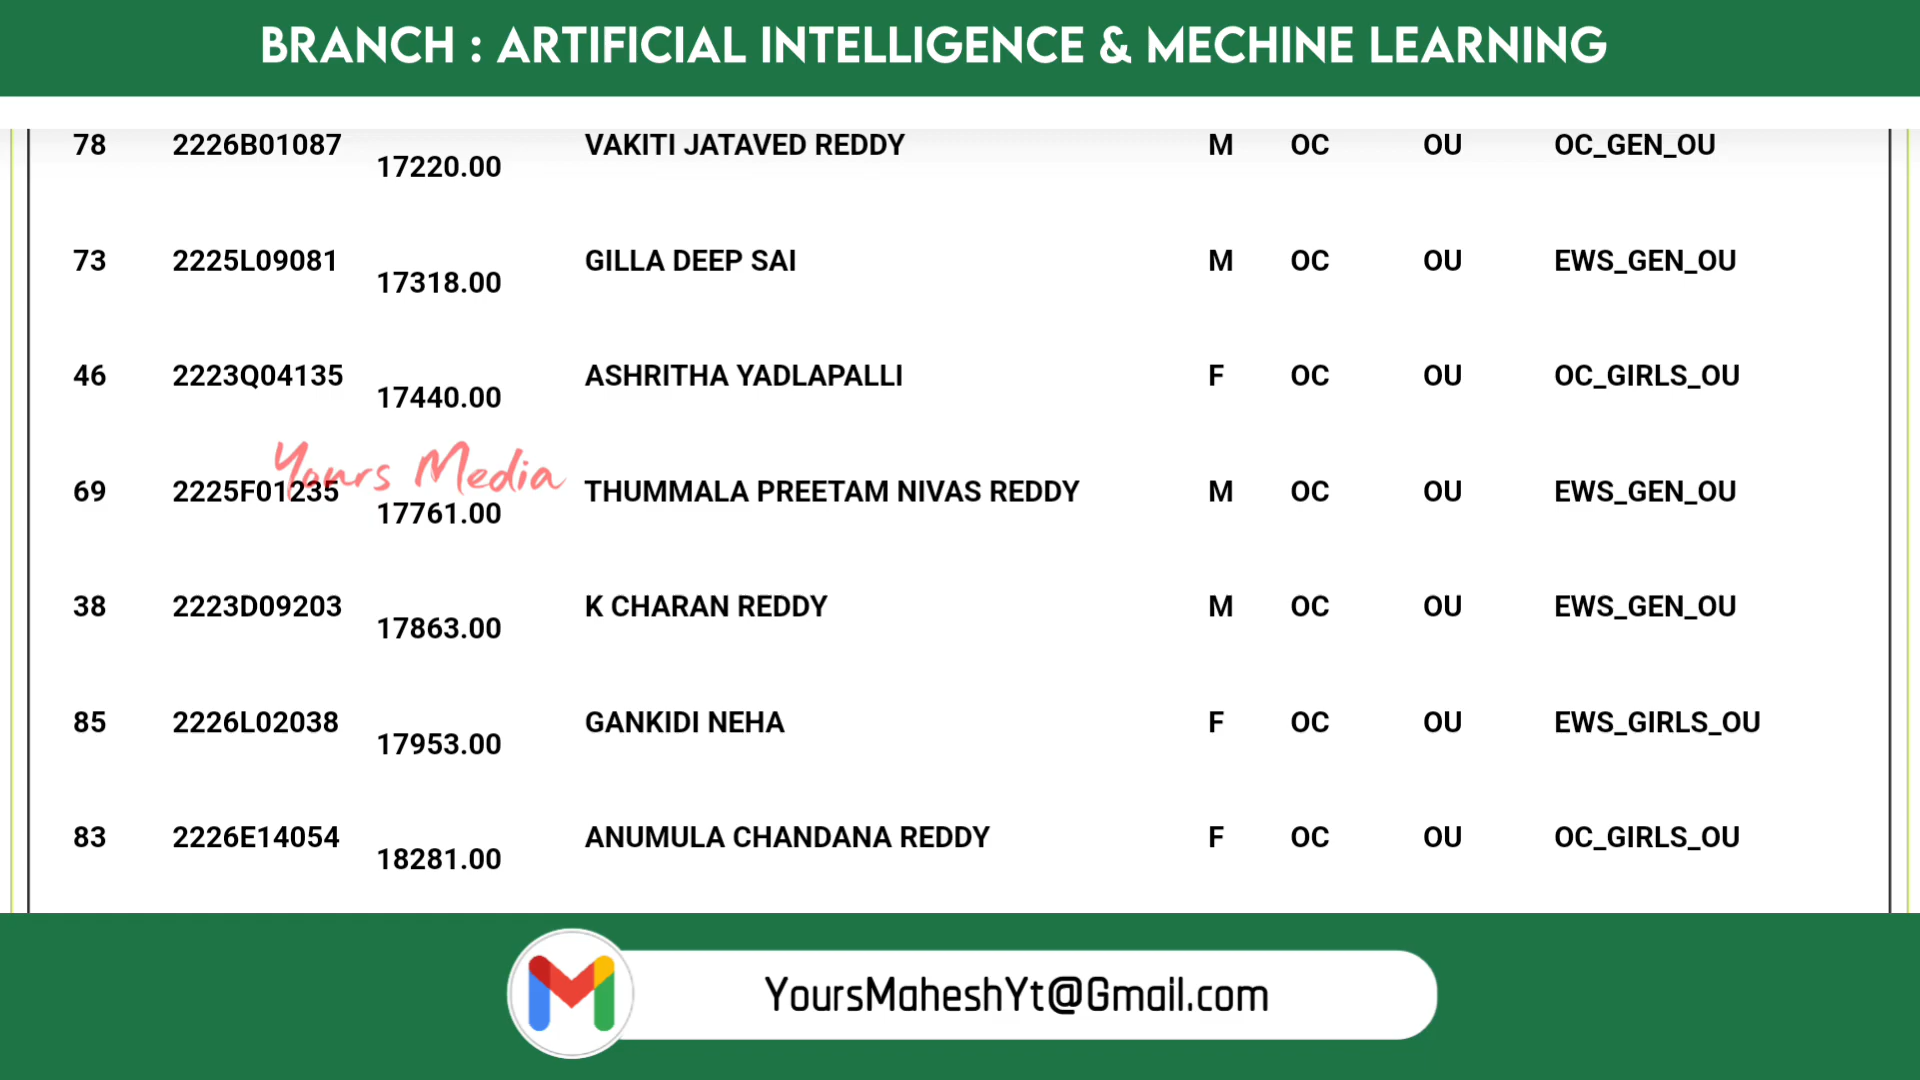 BRANCH : ARTIFICIAL INTELLIGENCE & MECHINE LEARNING
78 2226B01087 17220.00 VAKITI JATAVED REDDY M OC OU OC_GEN_OU
73 2225L09081 17318.00 GILLA DEEP SAI M OC OU EWS_GEN_OU
46 2223Q04135 17440.00 ASHRITHA YADLAPALLI F OC OU OC_GIRLS_OU
Yours Media
69 2225F01235 17761.00 THUMMALA PREETAM NIVAS REDDY M OC OU EWS_GEN_OU
38 2223D09203 17863.00 K CHARAN REDDY M OC OU EWS_GEN_OU
85 2226L02038 17953.00 GANKIDI NEHA F OC OU EWS_GIRLS_OU
83 2226E14054 18281.00 ANUMULA CHANDANA REDDY F OC OU OC_GIRLS_OU
YoursMaheshYt@Gmail.com